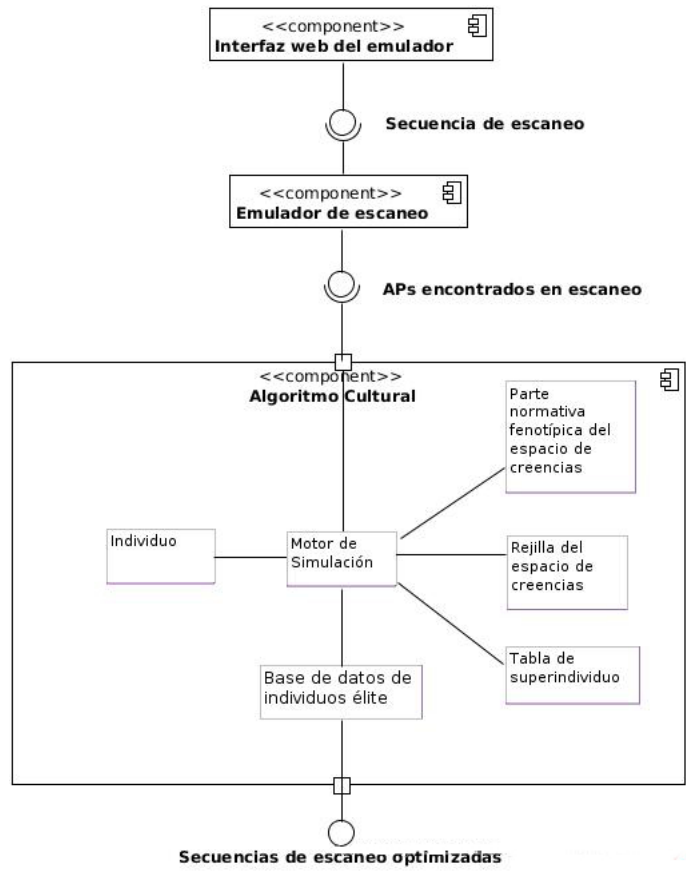 <<component>>
Interfaz web del emulador
Secuencia de escaneo
<<component>>
Emulador de escaneo
APs encontrados en escaneo
<<component>>
Algoritmo Cultural
Parte
normativa
fenotípica del
espacio de
creencias
Individuo
Motor de
Simulación
Rejilla del
espacio de
creencias
Tabla de
superindividuo
Base de datos de
individuos élite
Secuencias de escaneo optimizadas